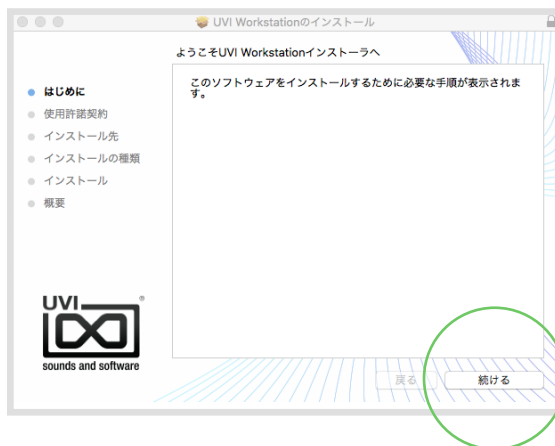 UVI Workstationのインストール
ようこそUVI Workstationインストーラへ
このソフトウェアをインストールするために必要な手順が表示されま
す。
はじめに
使用許諾契約
インストール先
インストールの種類
インストール
概要
UVI
®
sounds and software
戻る
続ける